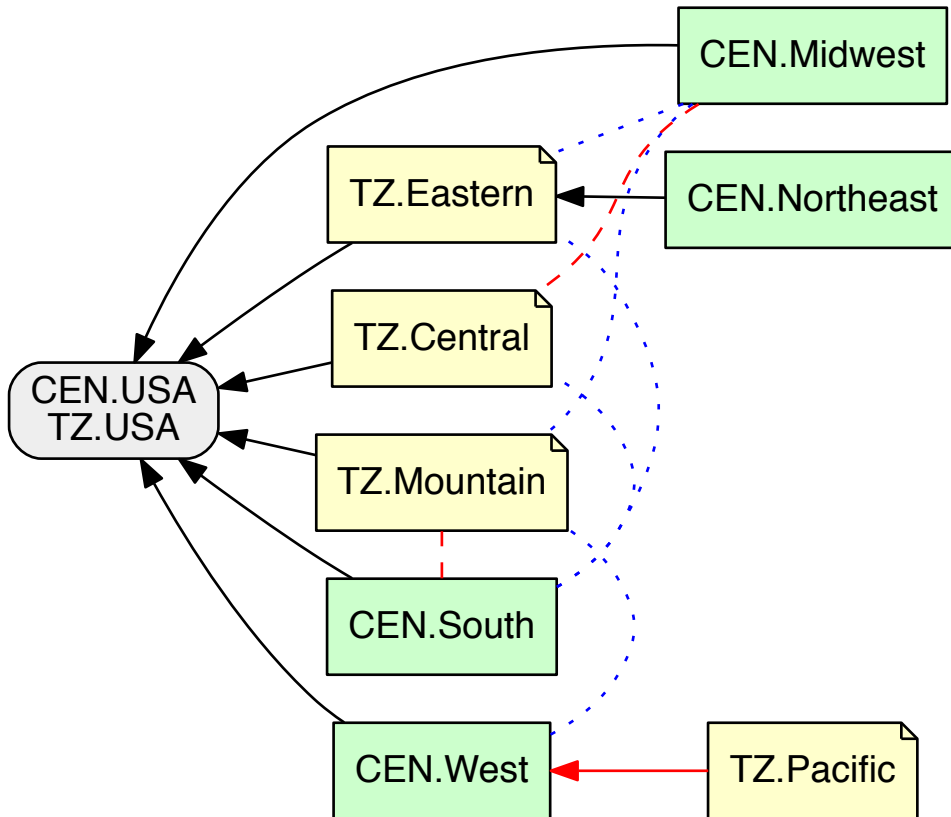 CEN.Midwest
TZ.Eastern
CEN.Northeast
TZ.Central
CEN.USA
TZ.USA
TZ.Mountain
CEN.South
CEN.West
TZ.Pacific